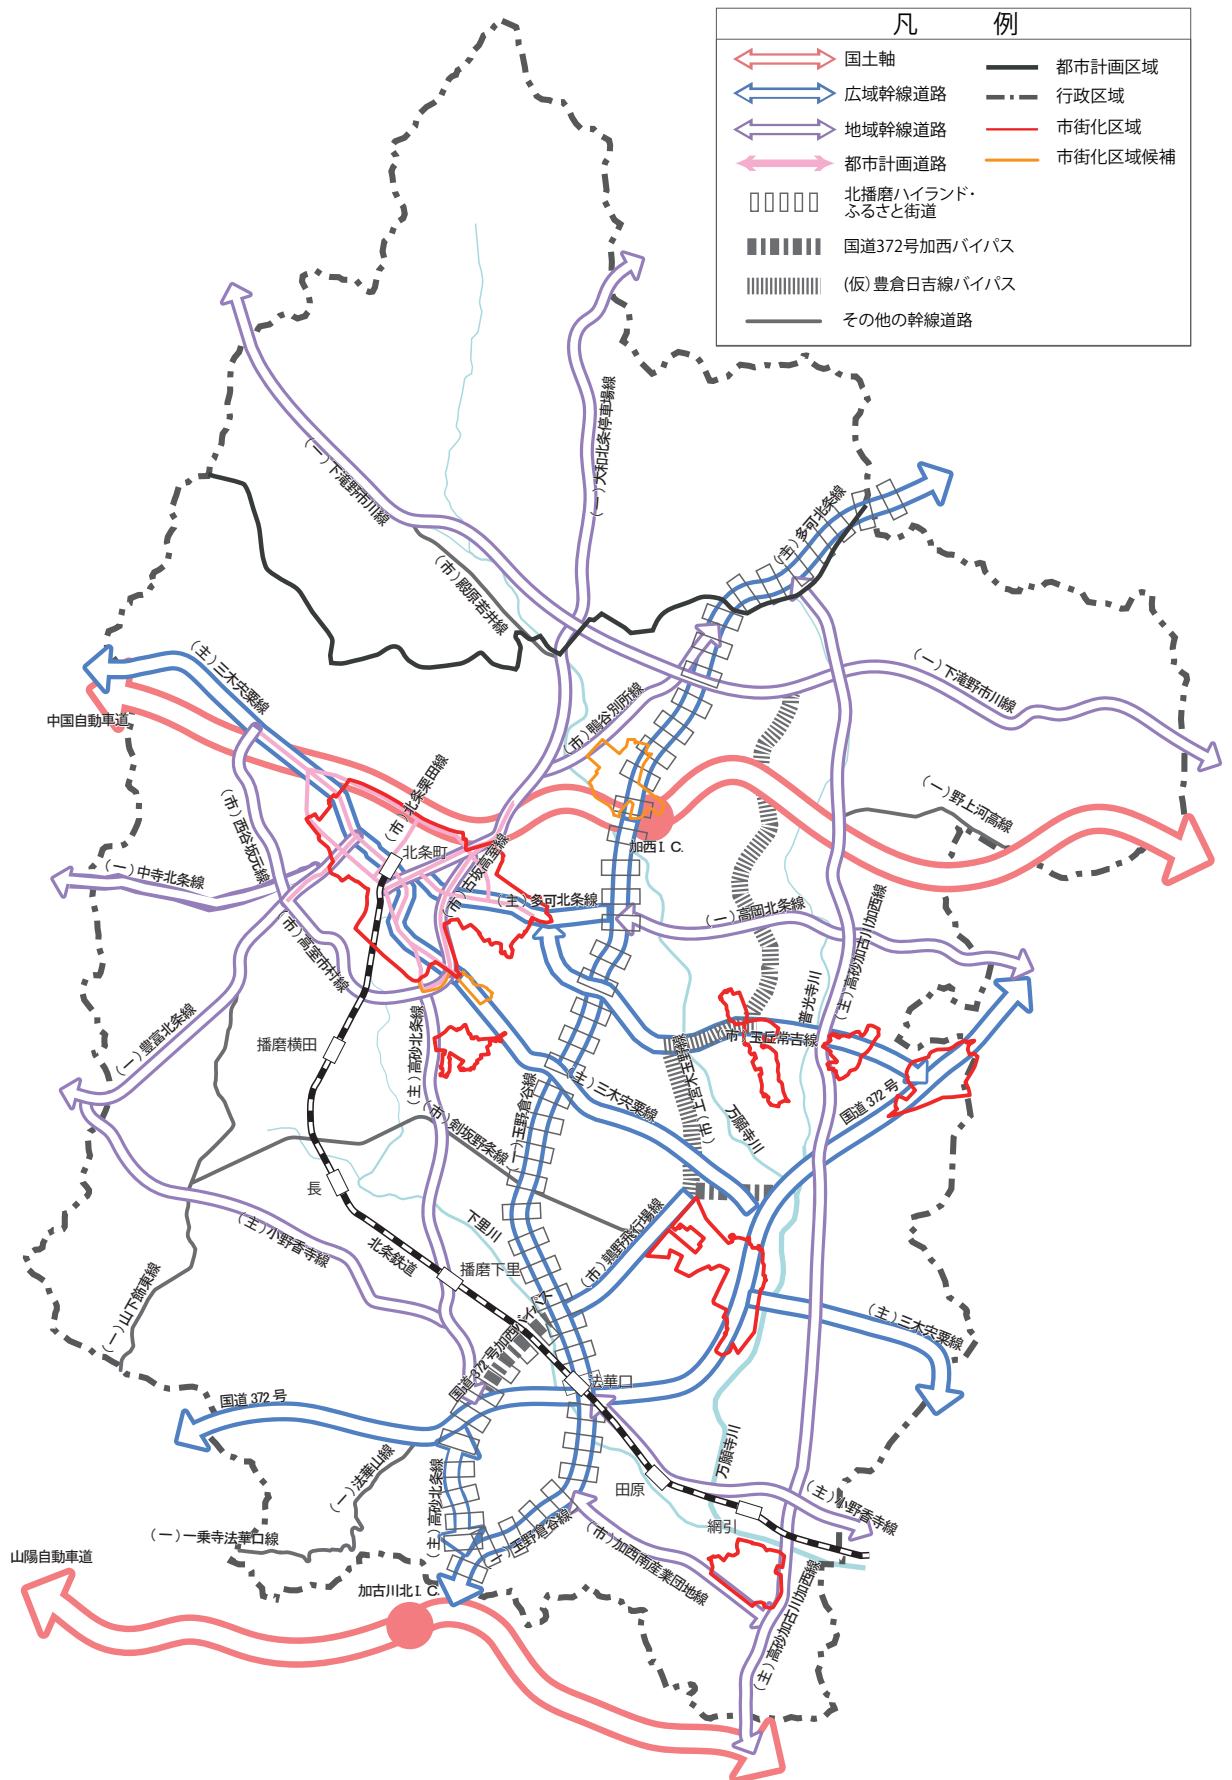 凡　例
国土軸
広域幹線道路
地域幹線道路
都市計画道路
北播磨ハイランド・
ふるさと街道
国道372号加西バイパス
(仮)豊倉日吉線バイパス
その他の幹線道路
都市計画区域
行政区域
市街化区域
市街化区域候補
(一)大和北条停車場線
(一)下滝野市川線
(主)多可北条線
(市)殿原若井線
(主)三木宍粟線
(一)下滝野市川線
中国自動車道
(市)鴨谷別所線
(市)北条栗田線
(市)西谷坂元線
(一)野上河高線
加西I.C.
北条町
(市)古坂高室線
(一)中寺北条線
(主)多可北条線
(一)高岡北条線
(主)高砂加古川加西線
(市)高室市村線
普光寺川
(一)豊富北条線
播磨横田
(主)高砂北条線
(市)玉丘常吉線
(市)上宮木玉野線
(主)三木宍粟線
国道372号
(一)玉野倉谷線
万願寺川
(市)剣坂野条線
長
下里川
(市)鶉野飛行場線
(主)小野香寺線
北条鉄道
播磨下里
(一)山下飾東線
国道372号加西バイパス
(主)三木宍粟線
法華口
国道372号
万願寺川
(一)法華山線
(主)高砂北条線
田原
(主)小野香寺線
網引
(一)一乗寺法華口線
(一)玉野倉谷線
(市)加西南産業団地線
山陽自動車道
加古川北I.C.
(主)高砂加古川加西線